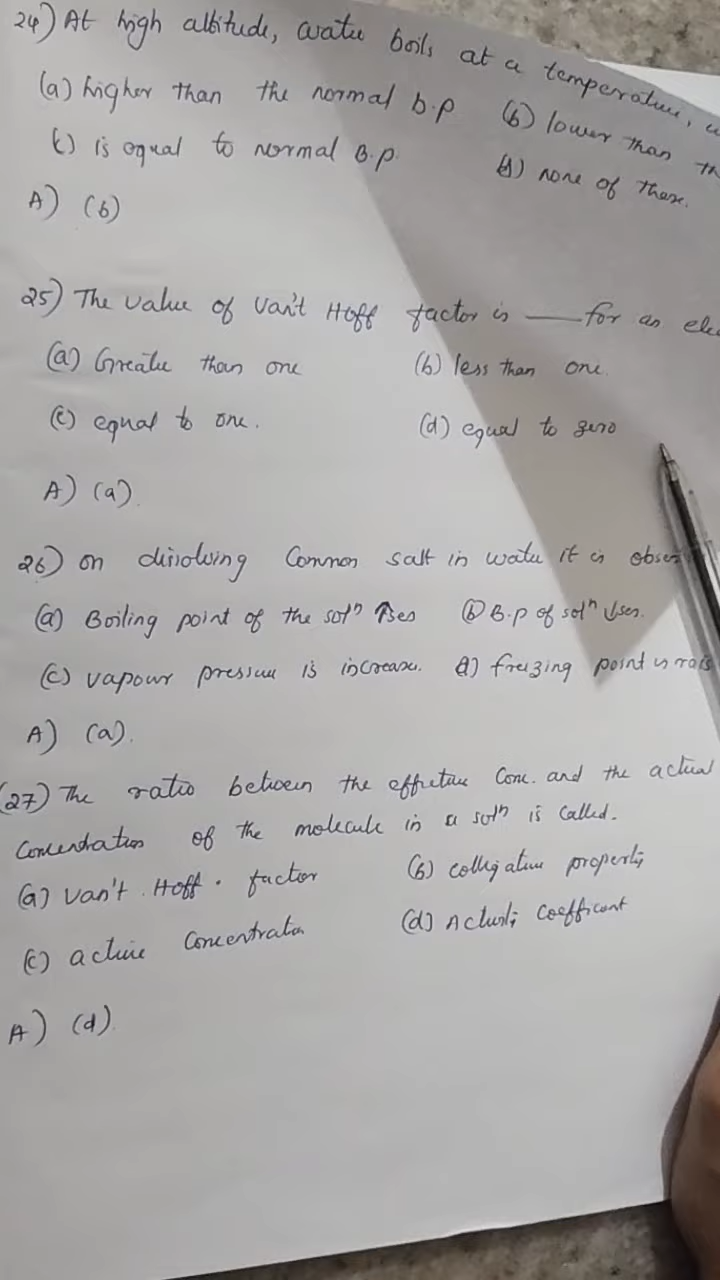 24) At high altitude, water boils at a temperature,
(a) higher than the normal b.p (b) lower than
(c) is equal to normal B.p. (d) none of these.
A) (b)
25) The value of Van't Hoff factor is ___ for an
(a) Greater than one (b) less than one.
(c) equal to one. (d) equal to zero
A) (a)
26) on dissolving Common salt in water it is
(a) Boiling point of the solⁿ ↑ses (b) B.p of solⁿ ↓ses.
(c) vapour pressure is increase. d) freezing point is
A) (a).
(27) The ratio between the effective Conc. and the actual
Concentration of the molecule in a solⁿ is called.
(a) Van't Hoff. factor (b) colligative property
(c) active Concentration (d) Activity Coefficient
A) (d).